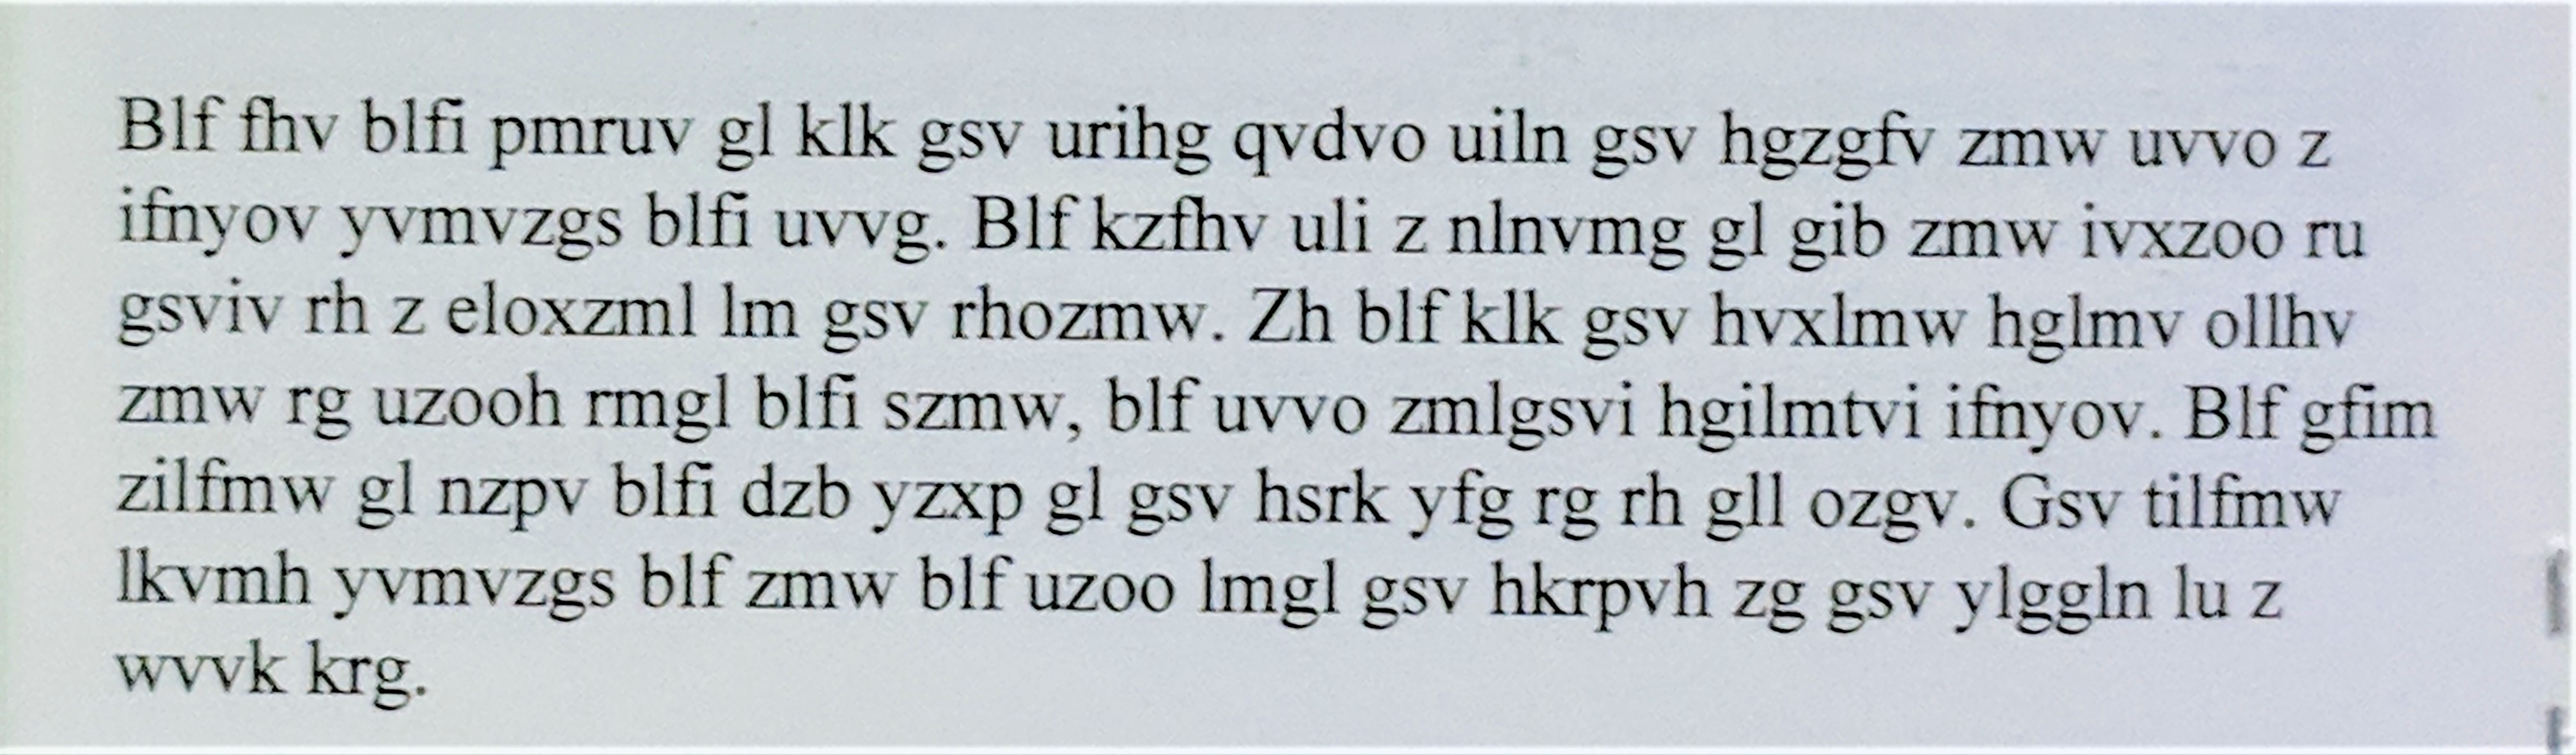 Blf fhv blfi pmruv gl klk gsv urihg qvdvo uiln gsv hgzgfv zmw uvvo z
ifnyov yvmvzgs blfi uvvg. Blf kzfhv uli z nlnvmg gl gib zmw ivxzoo ru
gsviv rh z eloxzml lm gsv rhozmw. Zh blf klk gsv hvxlmw hglmv ollhv
zmw rg uzooh rmgl blfi szmw, blf uvvo zmlgsvi hgilmtvi ifnyov. Blf gfim
zilfmw gl nzpv blfi dzb yzxp gl gsv hsrk yfg rg rh gll ozgv. Gsv tilfmw
lkvmh yvmvzgs blf zmw blf uzoo lmgl gsv hkrpvh zg gsv ylggln lu z
wvvk krg.